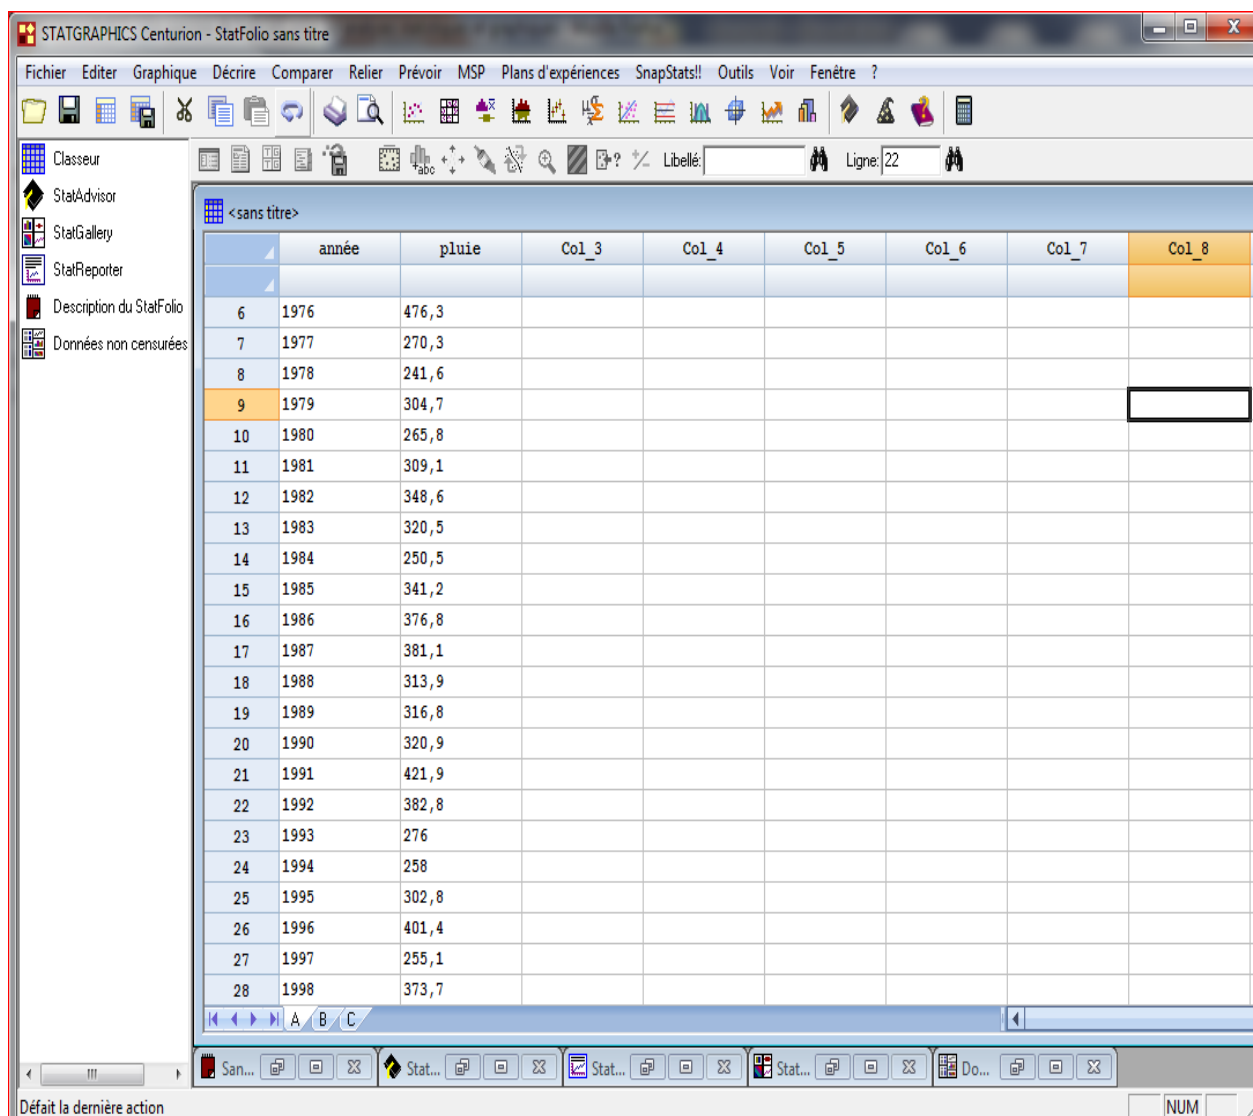 STATGRAPHICS Centurion - StatFolio sans titre
Fichier Editer Graphique Décrire Comparer Relier Prévoir MSP Plans d'expériences SnapStats!! Outils Voir Fenêtre ?
Classeur
StatAdvisor
StatGallery
StatReporter
Description du StatFolio
Données non censurées
abc ? Libellé: Ligne: 22
<sans titre>
année pluie Col_3 Col_4 Col_5 Col_6 Col_7 Col_8
6 1976 476,3
7 1977 270,3
8 1978 241,6
9 1979 304,7
10 1980 265,8
11 1981 309,1
12 1982 348,6
13 1983 320,5
14 1984 250,5
15 1985 341,2
16 1986 376,8
17 1987 381,1
18 1988 313,9
19 1989 316,8
20 1990 320,9
21 1991 421,9
22 1992 382,8
23 1993 276
24 1994 258
25 1995 302,8
26 1996 401,4
27 1997 255,1
28 1998 373,7
A B C
San... Stat... Stat... Stat... Do...
Défait la dernière action NUM